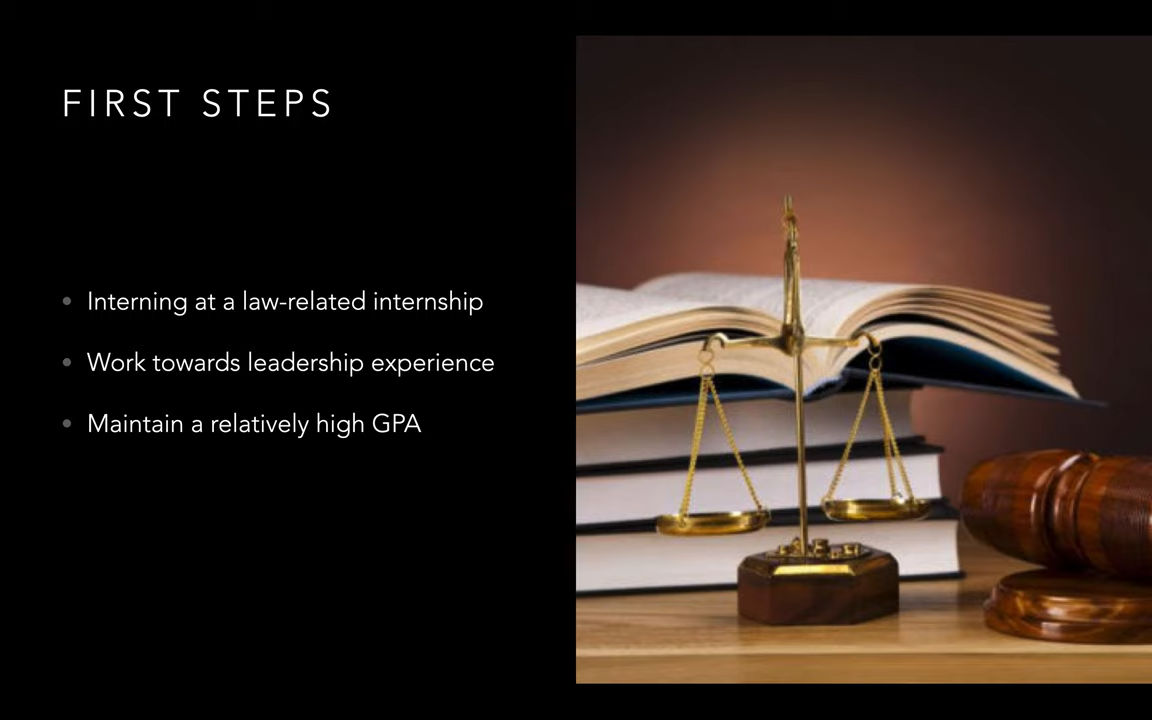 FIRST STEPS
• Interning at a law-related internship
• Work towards leadership experience
• Maintain a relatively high GPA